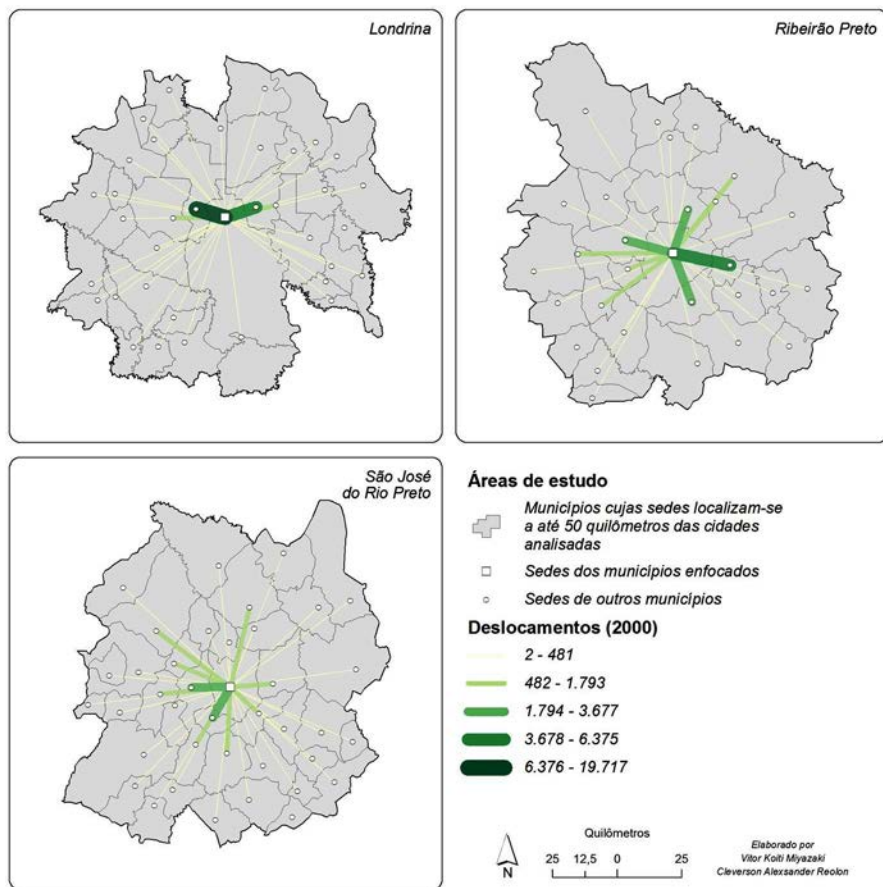 Londrina
Ribeirão Preto
São José
do Rio Preto
Áreas de estudo
Municípios cujas sedes localizam-se
a até 50 quilômetros das cidades
analisadas
Sedes dos municípios enfocados
Sedes de outros municípios
Deslocamentos (2000)
2 - 481
482 - 1.793
1.794 - 3.677
3.678 - 6.375
6.376 - 19.717
N
Quilômetros
25 12,5 0 25
Elaborado por
Vitor Koiti Miyazaki
Cleverson Alexsander Reolon